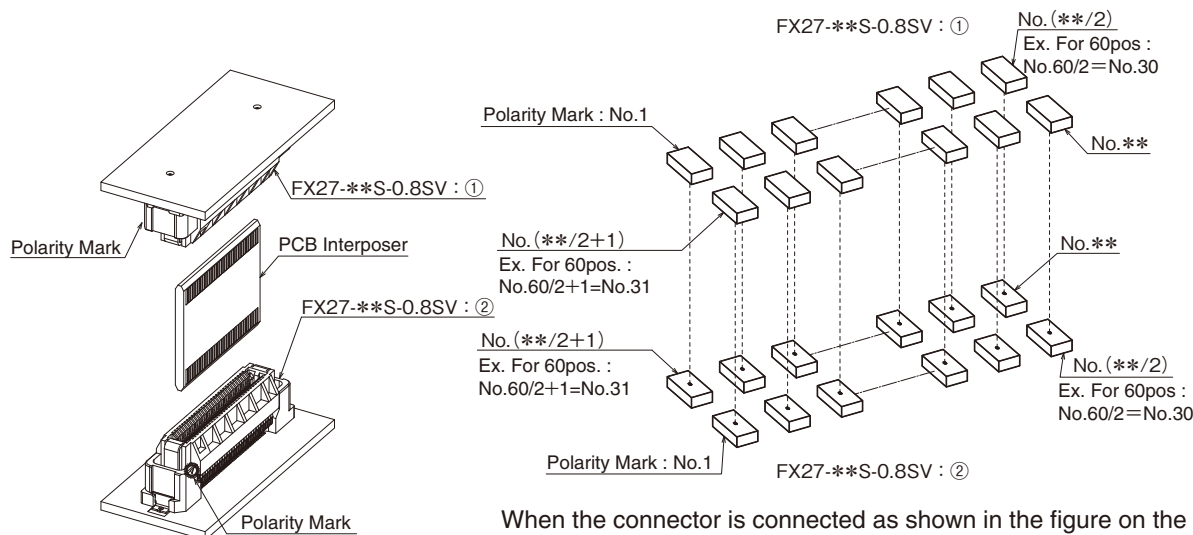 FX27-**S-0.8SV : ①
Polarity Mark
PCB Interposer
FX27-**S-0.8SV : ②
Polarity Mark
FX27-**S-0.8SV : ①
No. (**/2)
Ex. For 60pos :
No.60/2=No.30
Polarity Mark : No.1
No.**
No. (**/2+1)
Ex. For 60pos. :
No.60/2+1=No.31
No.**
No. (**/2+1)
Ex. For 60pos. :
No.60/2+1=No.31
No. (**/2)
Ex. For 60pos :
No.60/2=No.30
Polarity Mark : No.1
FX27-**S-0.8SV : ②
When the connector is connected as shown in the figure on the